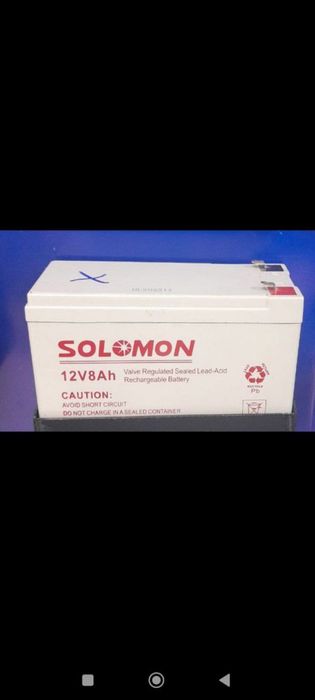 SOLOMON
12V8Ah
Valve Regulated Sealed Lead-Acid
Rechargeable Battery
CAUTION:
AVOID SHORT CIRCUIT
DO NOT CHARGE IN A SEALED CONTAINER
Pb